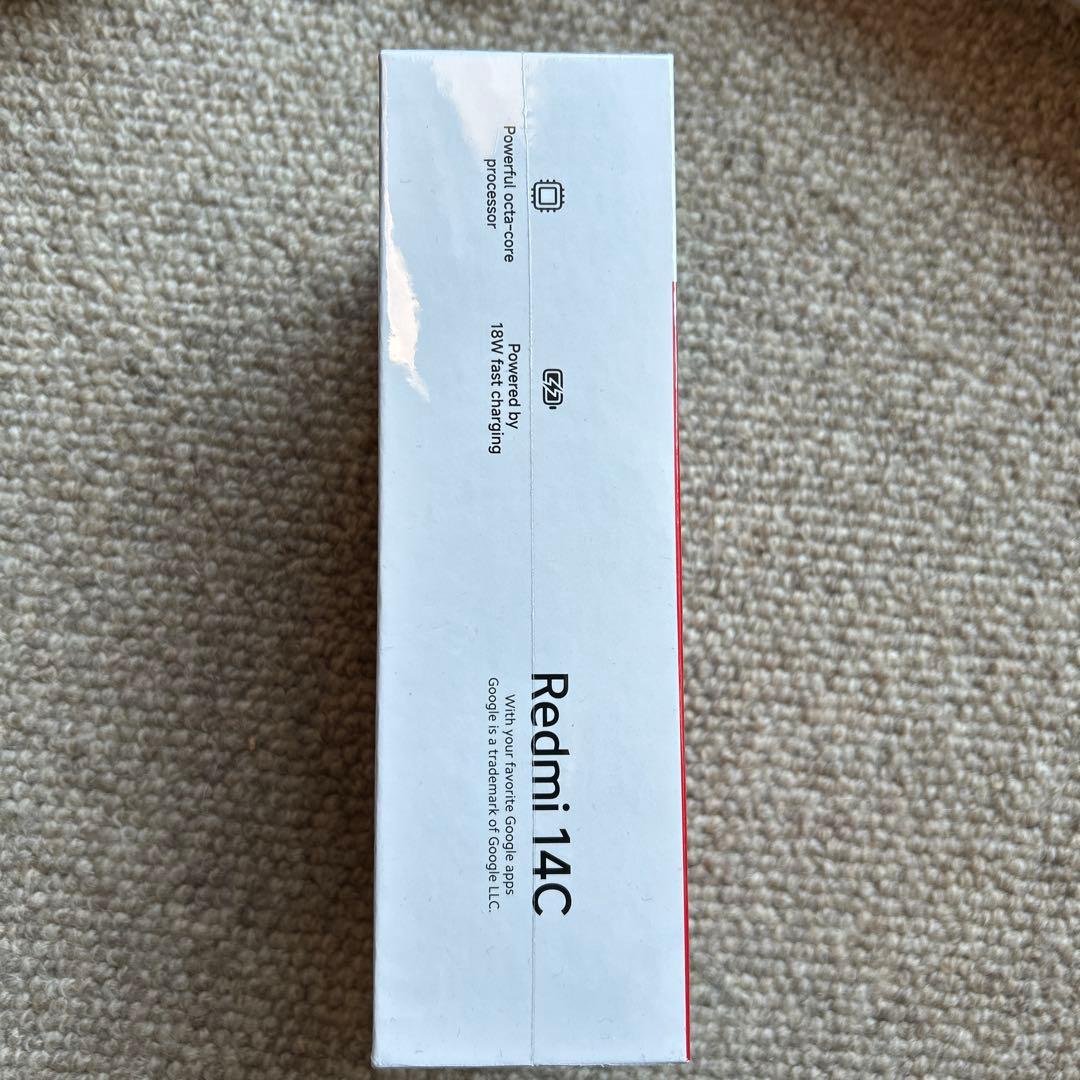 Powerful octa-core
processor
Powered by
18W fast charging
Redmi 14C
With your favorite Google apps
Google is a trademark of Google LLC.